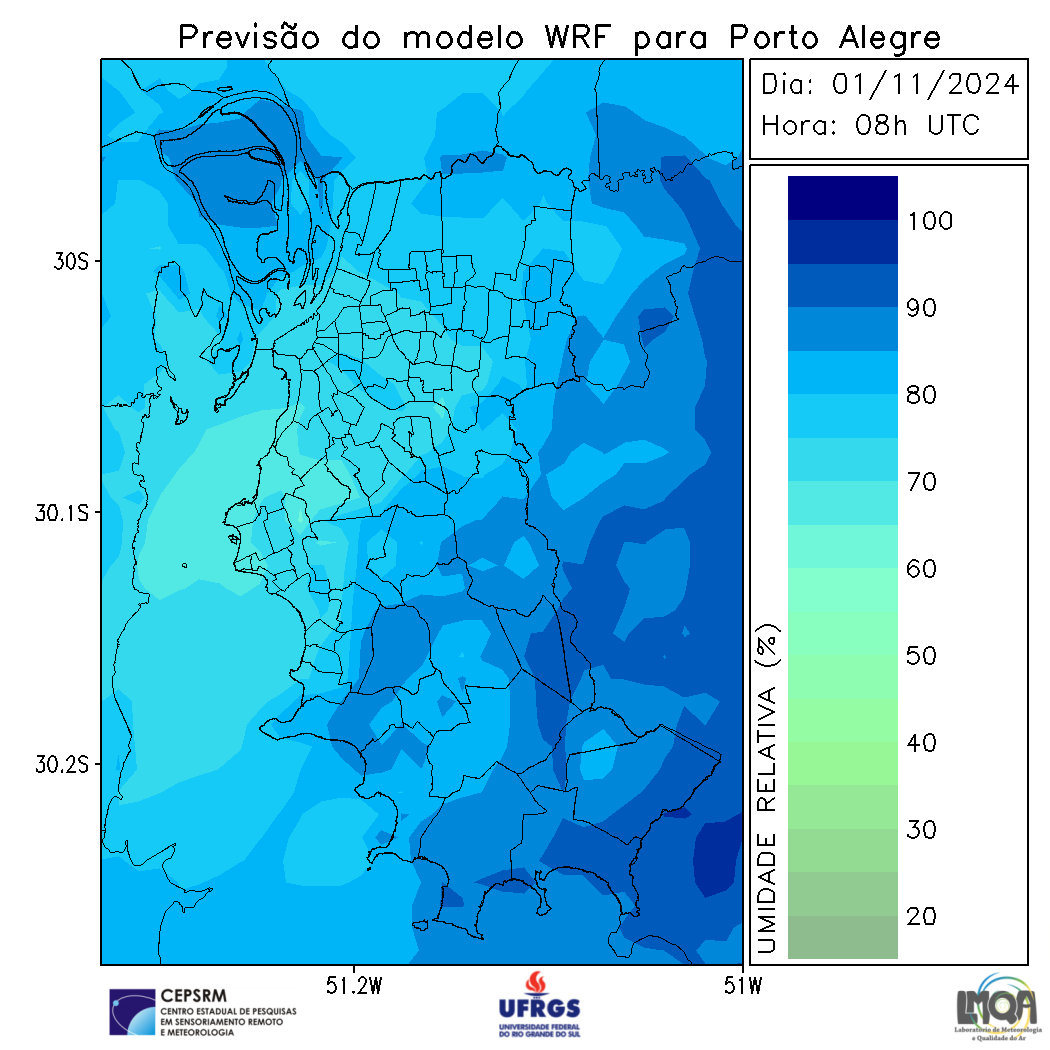 Previsão do modelo WRF para Porto Alegre
Dia: 01/11/2024
Hora: 08h UTC
30S
30.1S
30.2S
51.2W
51W
UMIDADE RELATIVA (%)
100
90
80
70
60
50
40
30
20
CEPSRM
CENTRO ESTADUAL DE PESQUISAS
EM SENSORIAMENTO REMOTO
E METEOROLOGIA
UFRGS
UNIVERSIDADE FEDERAL
DO RIO GRANDE DO SUL
LMQA
Laboratório de Meteorologia
e Qualidade do Ar